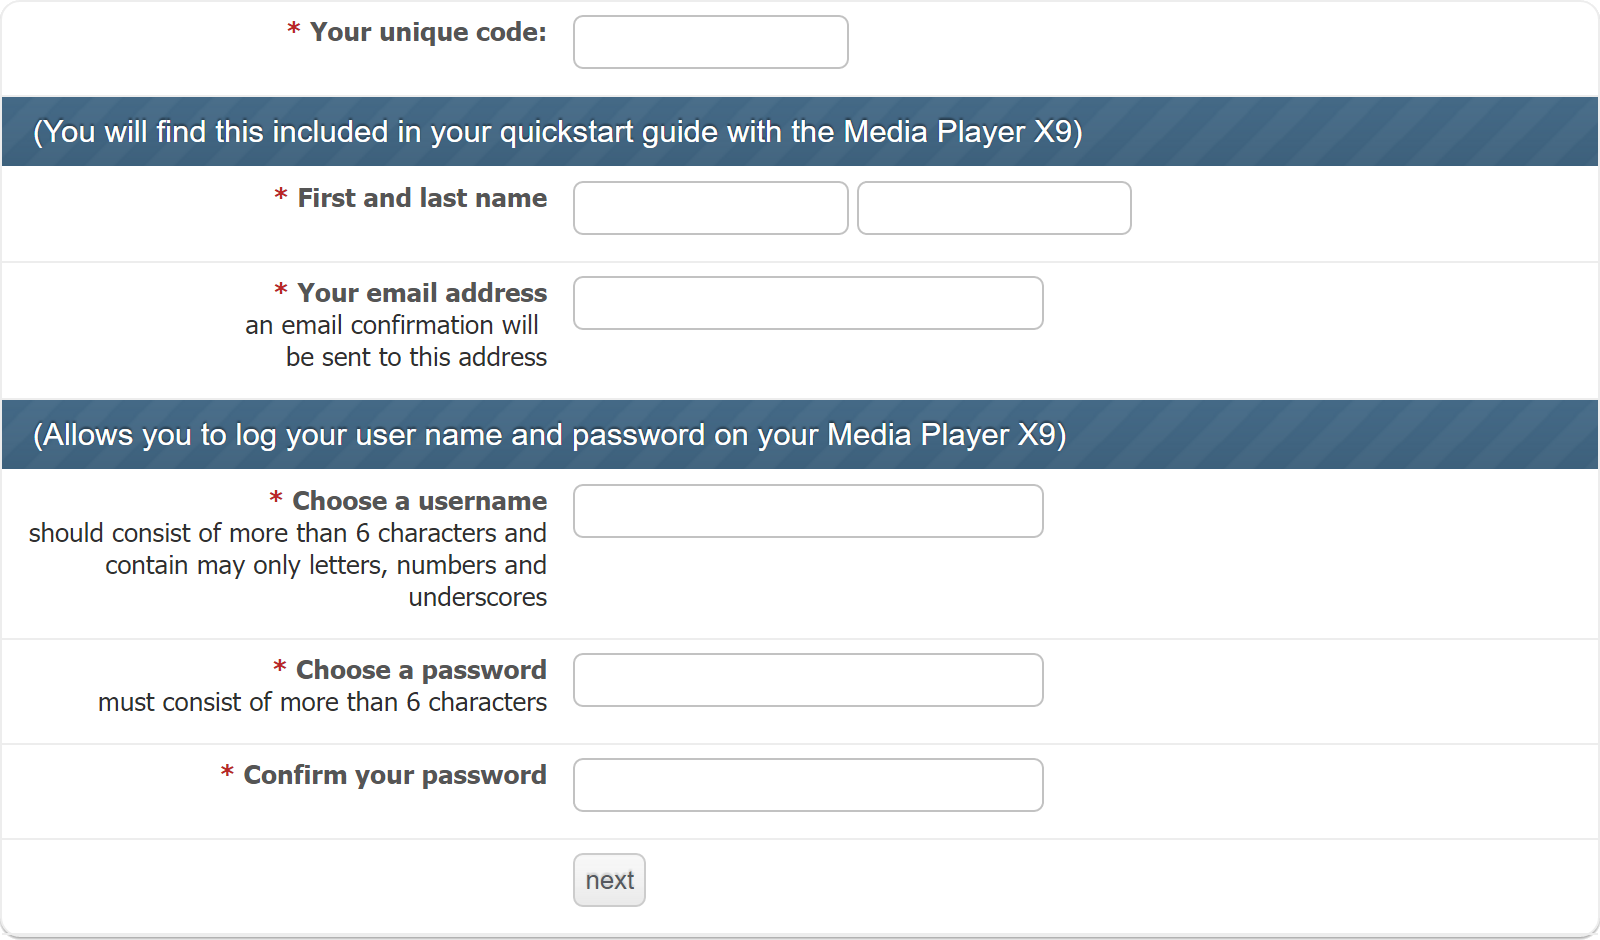 * Your unique code:
(You will find this included in your quickstart guide with the Media Player X9)
* First and last name
* Your email address
an email confirmation will
be sent to this address
(Allows you to log your user name and password on your Media Player X9)
* Choose a username
should consist of more than 6 characters and
contain may only letters, numbers and
underscores
* Choose a password
must consist of more than 6 characters
* Confirm your password
next